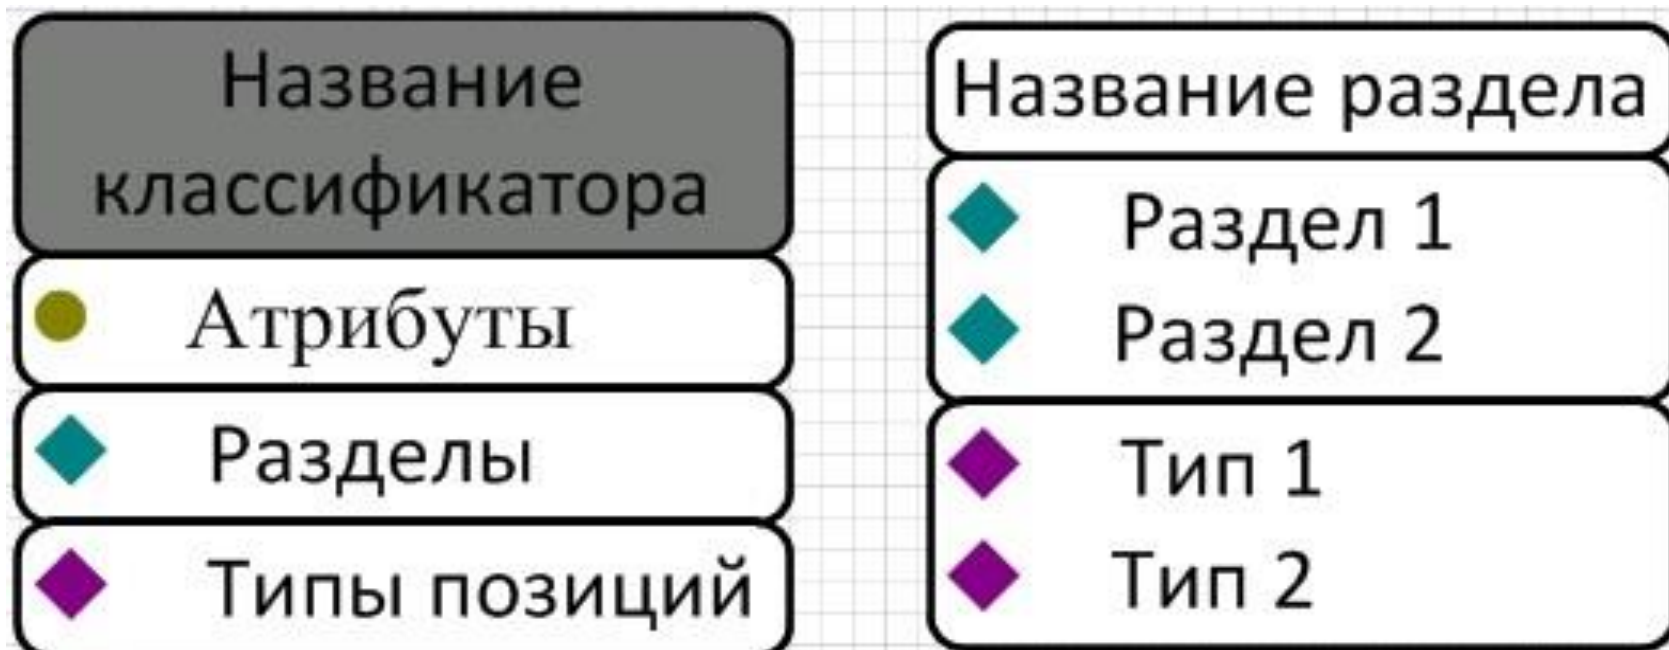 Название
классификатора
Атрибуты
Разделы
Типы позиций
Название раздела
Раздел 1
Раздел 2
Тип 1
Тип 2